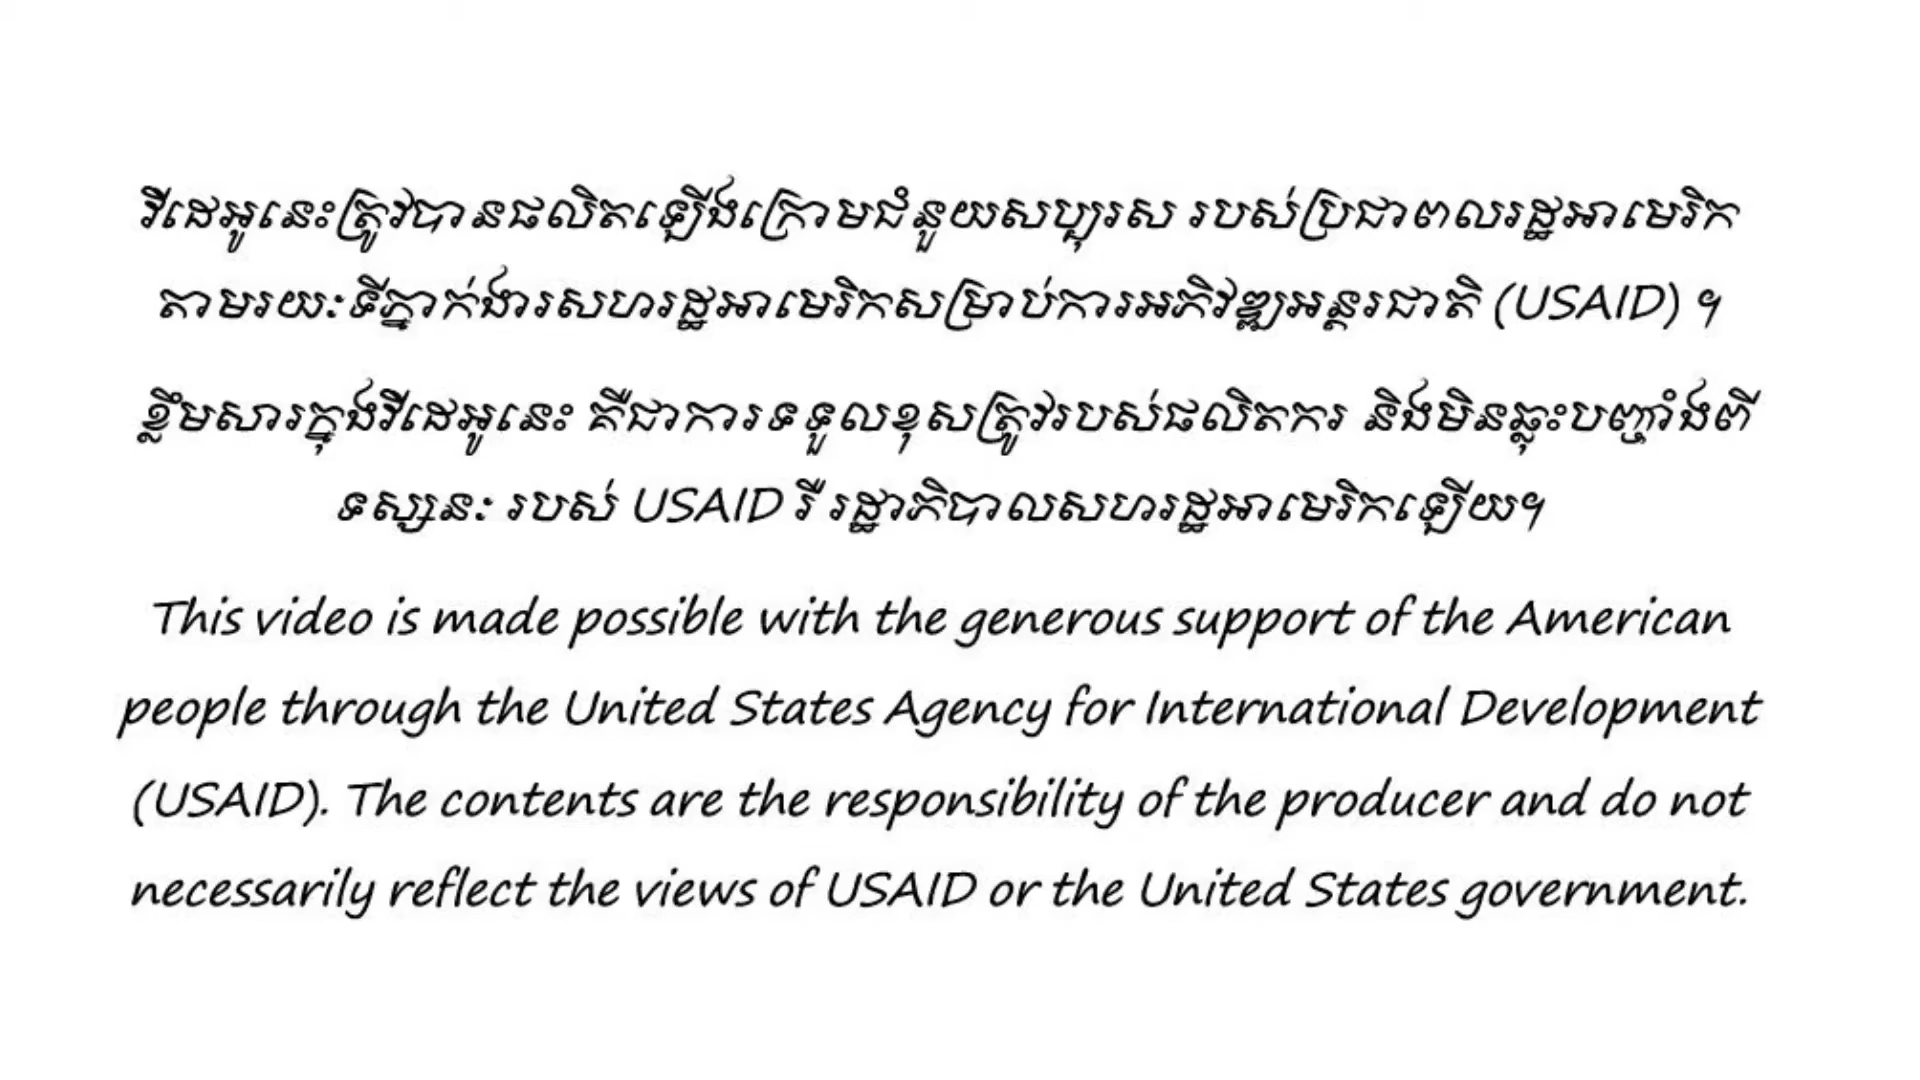 វីដេអូនេះត្រូវបានផលិតឡើងក្រោមជំនួយសប្បុរស របស់ប្រជាពលរដ្ឋអាមេរិក
តាមរយៈទីភ្នាក់ងារសហរដ្ឋអាមេរិកសម្រាប់ការអភិវឌ្ឍអន្តរជាតិ (USAID) ។
ខ្លឹមសារក្នុងវីដេអូនេះ គឺជាការទទួលខុសត្រូវរបស់ផលិតករ និងមិនឆ្លុះបញ្ចាំងពី
ទស្សនៈ របស់ USAID រឺ រដ្ឋាភិបាលសហរដ្ឋអាមេរិកឡើយ។
This video is made possible with the generous support of the American
people through the United States Agency for International Development
(USAID). The contents are the responsibility of the producer and do not
necessarily reflect the views of USAID or the United States government.